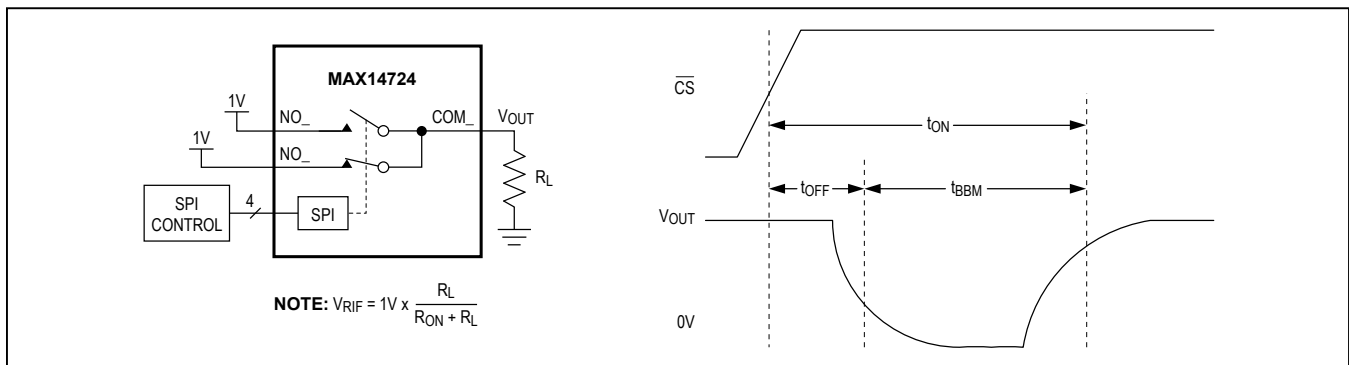 MAX14724
1V
NO_
COM_
VOUT
1V
NO_
RL
SPI
CONTROL
4
SPI
NOTE: VRIF = 1V x RL / RON + RL
CS
tON
tOFF
tBBM
VOUT
0V